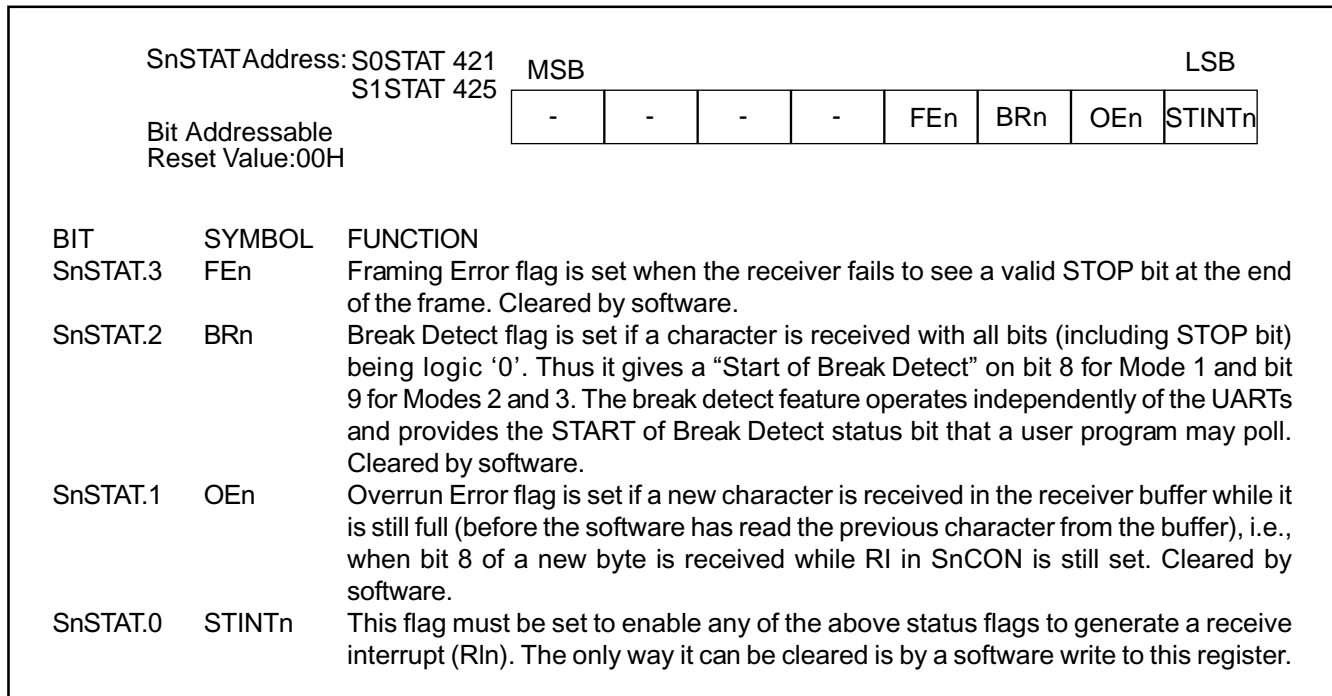 SnSTAT Address: S0STAT 421
S1STAT 425
MSB LSB
Bit Addressable
Reset Value:00H
- - - - FEn BRn OEn STINTn
BIT SYMBOL FUNCTION
SnSTAT.3 FEn Framing Error flag is set when the receiver fails to see a valid STOP bit at the end
of the frame. Cleared by software.
SnSTAT.2 BRn Break Detect flag is set if a character is received with all bits (including STOP bit)
being logic ‘0’. Thus it gives a “Start of Break Detect” on bit 8 for Mode 1 and bit
9 for Modes 2 and 3. The break detect feature operates independently of the UARTs
and provides the START of Break Detect status bit that a user program may poll.
Cleared by software.
SnSTAT.1 OEn Overrun Error flag is set if a new character is received in the receiver buffer while it
is still full (before the software has read the previous character from the buffer), i.e.,
when bit 8 of a new byte is received while RI in SnCON is still set. Cleared by
software.
SnSTAT.0 STINTn This flag must be set to enable any of the above status flags to generate a receive
interrupt (RIn). The only way it can be cleared is by a software write to this register.